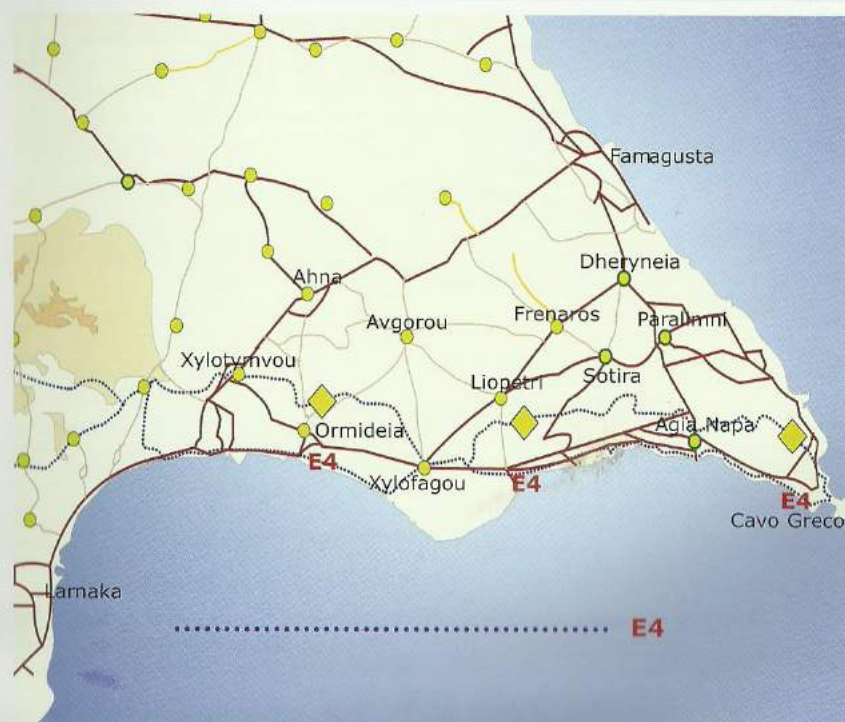 Famagusta
Dheryneia
Ahna
Frenaros
Paralimni
Avgorou
Xylotymvou
Liopetri
Sotira
Ormideia
Agia Napa
E4
Xylofagou
E4
E4
Cavo Greco
Larnaka
E4